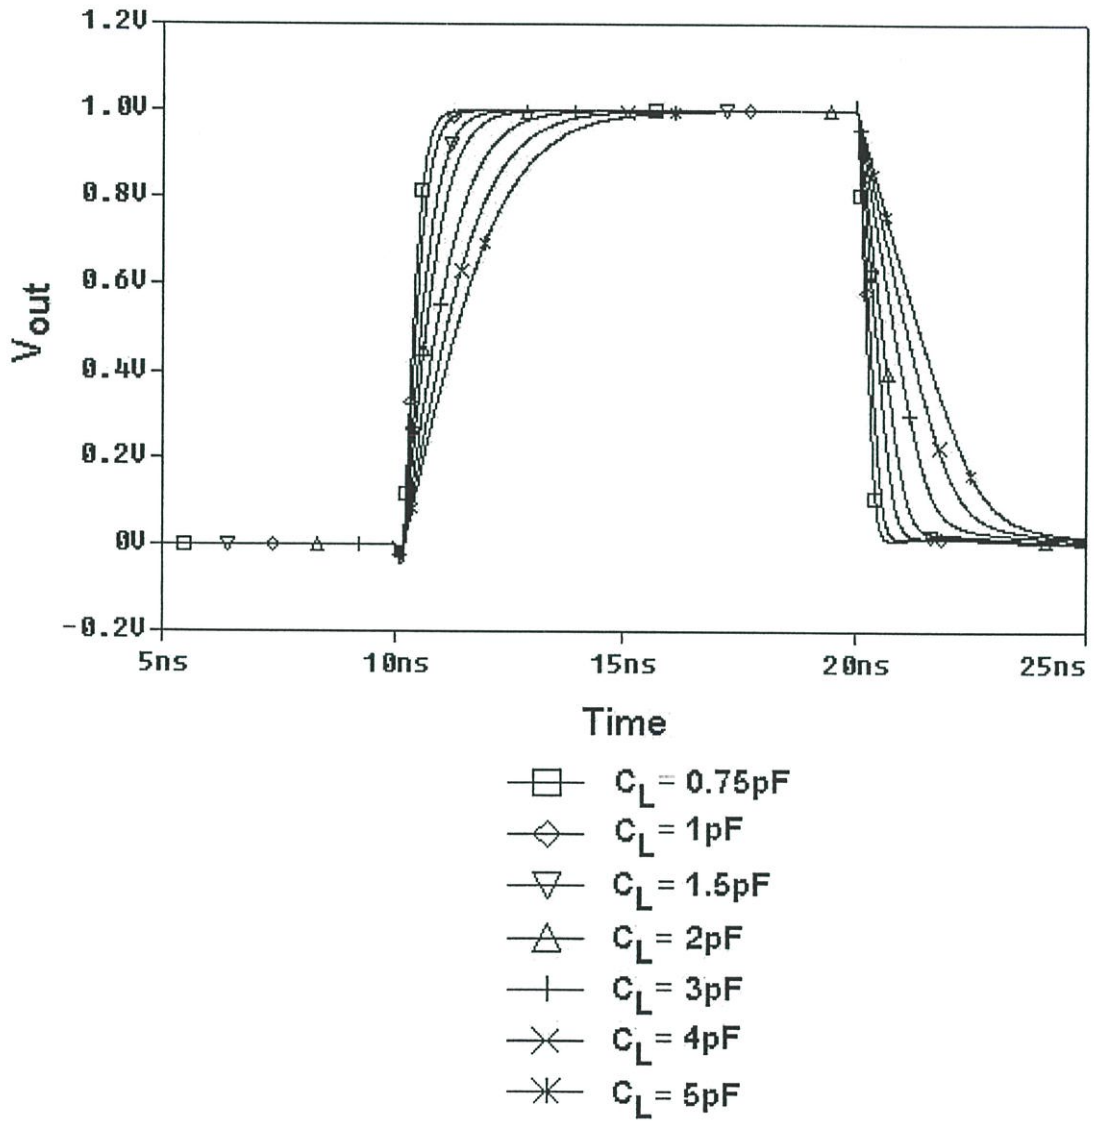 1.2V
1.0V
0.8V
0.6V
0.4V
0.2V
0V
-0.2V
Vout
5ns 10ns 15ns 20ns 25ns
Time
CL = 0.75pF
CL = 1pF
CL = 1.5pF
CL = 2pF
CL = 3pF
CL = 4pF
CL = 5pF